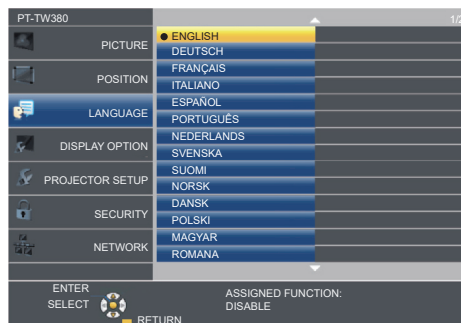 PT-TW380
1/2
PICTURE
POSITION
LANGUAGE
DISPLAY OPTION
PROJECTOR SETUP
SECURITY
NETWORK
ENGLISH
DEUTSCH
FRANÇAIS
ITALIANO
ESPAÑOL
PORTUGUÊS
NEDERLANDS
SVENSKA
SUOMI
NORSK
DANSK
POLSKI
MAGYAR
ROMANA
ENTER
SELECT
RETURN
ASSIGNED FUNCTION:
DISABLE